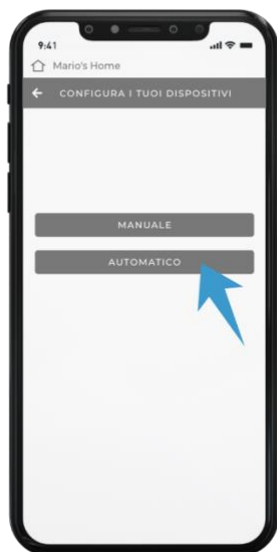 9:41
Mario's Home
CONFIGURA I TUOI DISPOSITIVI
MANUALE
AUTOMATICO